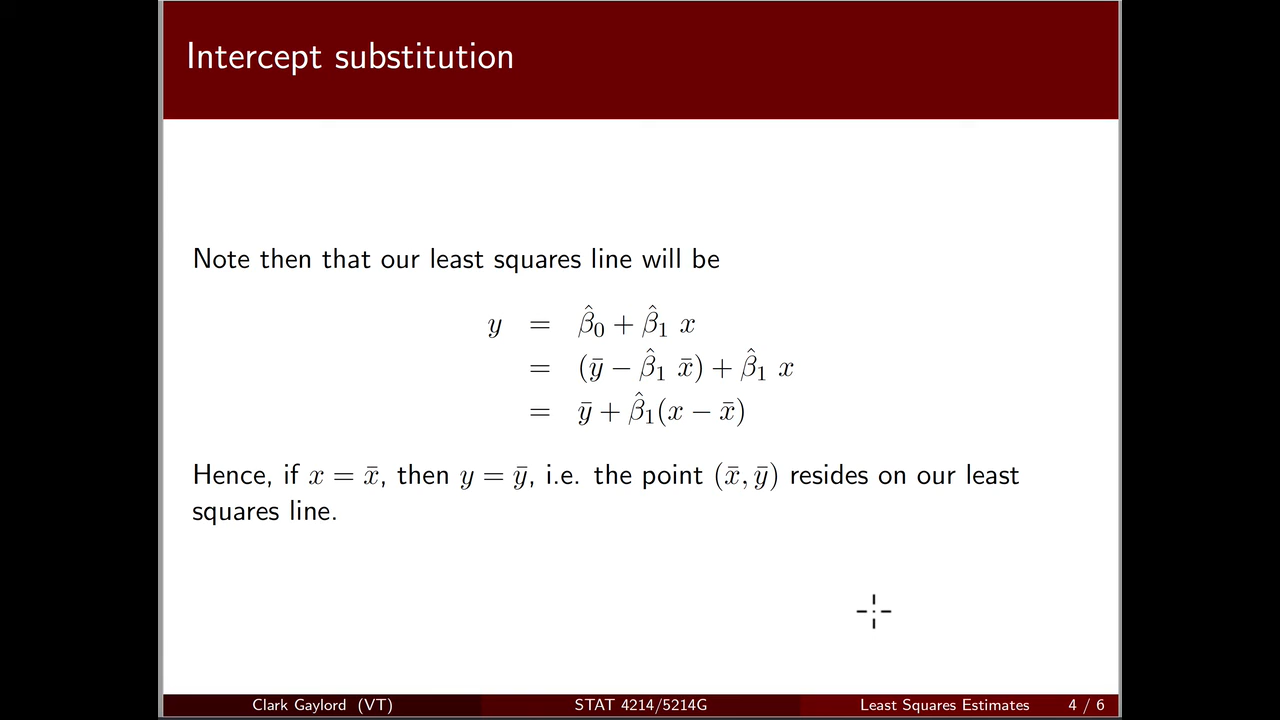 Intercept substitution
Note then that our least squares line will be
y = β̂₀ + β̂₁ x
= (ȳ − β̂₁ x̄) + β̂₁ x
= ȳ + β̂₁(x − x̄)
Hence, if x = x̄, then y = ȳ, i.e. the point (x̄, ȳ) resides on our least
squares line.
Clark Gaylord (VT) STAT 4214/5214G Least Squares Estimates 4 / 6